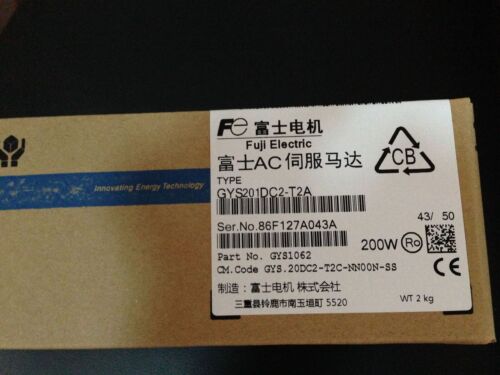 Innovating Energy Technology
Fe 富士电机
Fuji Electric
富士AC伺服马达
TYPE
GYS201DC2-T2A
CB
Ser.No.86F127A043A
43/ 50
200W
Ro
Part No. GYS1062
CM.Code GYS.20DC2-T2C-NN00N-SS
CE
制造：富士电机 株式会社
三重县铃鹿市南玉垣町 5520
WT 2 kg